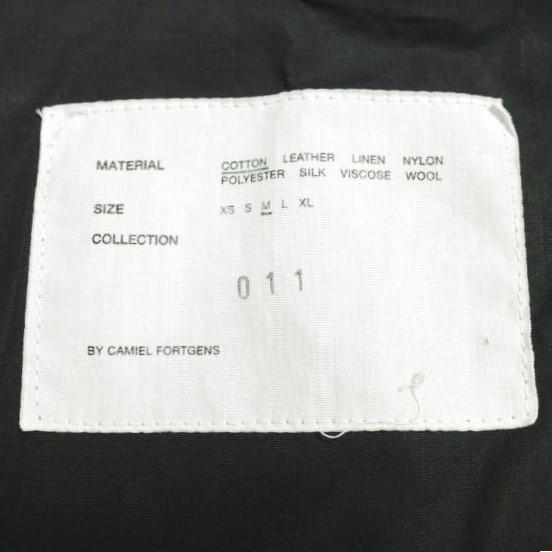 MATERIAL COTTON LEATHER LINEN NYLON
POLYESTER SILK VISCOSE WOOL
SIZE XS S M L XL
COLLECTION
011
BY CAMIEL FORTGENS